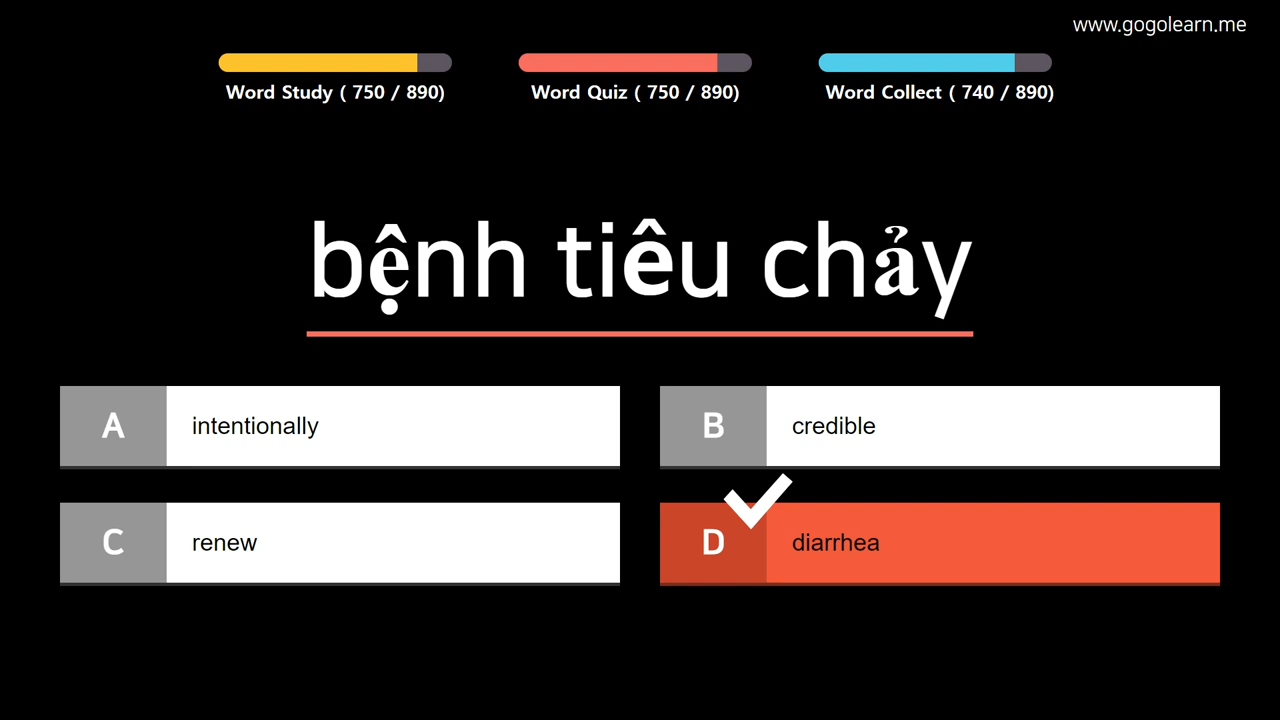 www.gogolearn.me
Word Study ( 750 / 890)
Word Quiz ( 750 / 890)
Word Collect ( 740 / 890)
bệnh tiêu chảy
A intentionally
B credible
C renew
D diarrhea